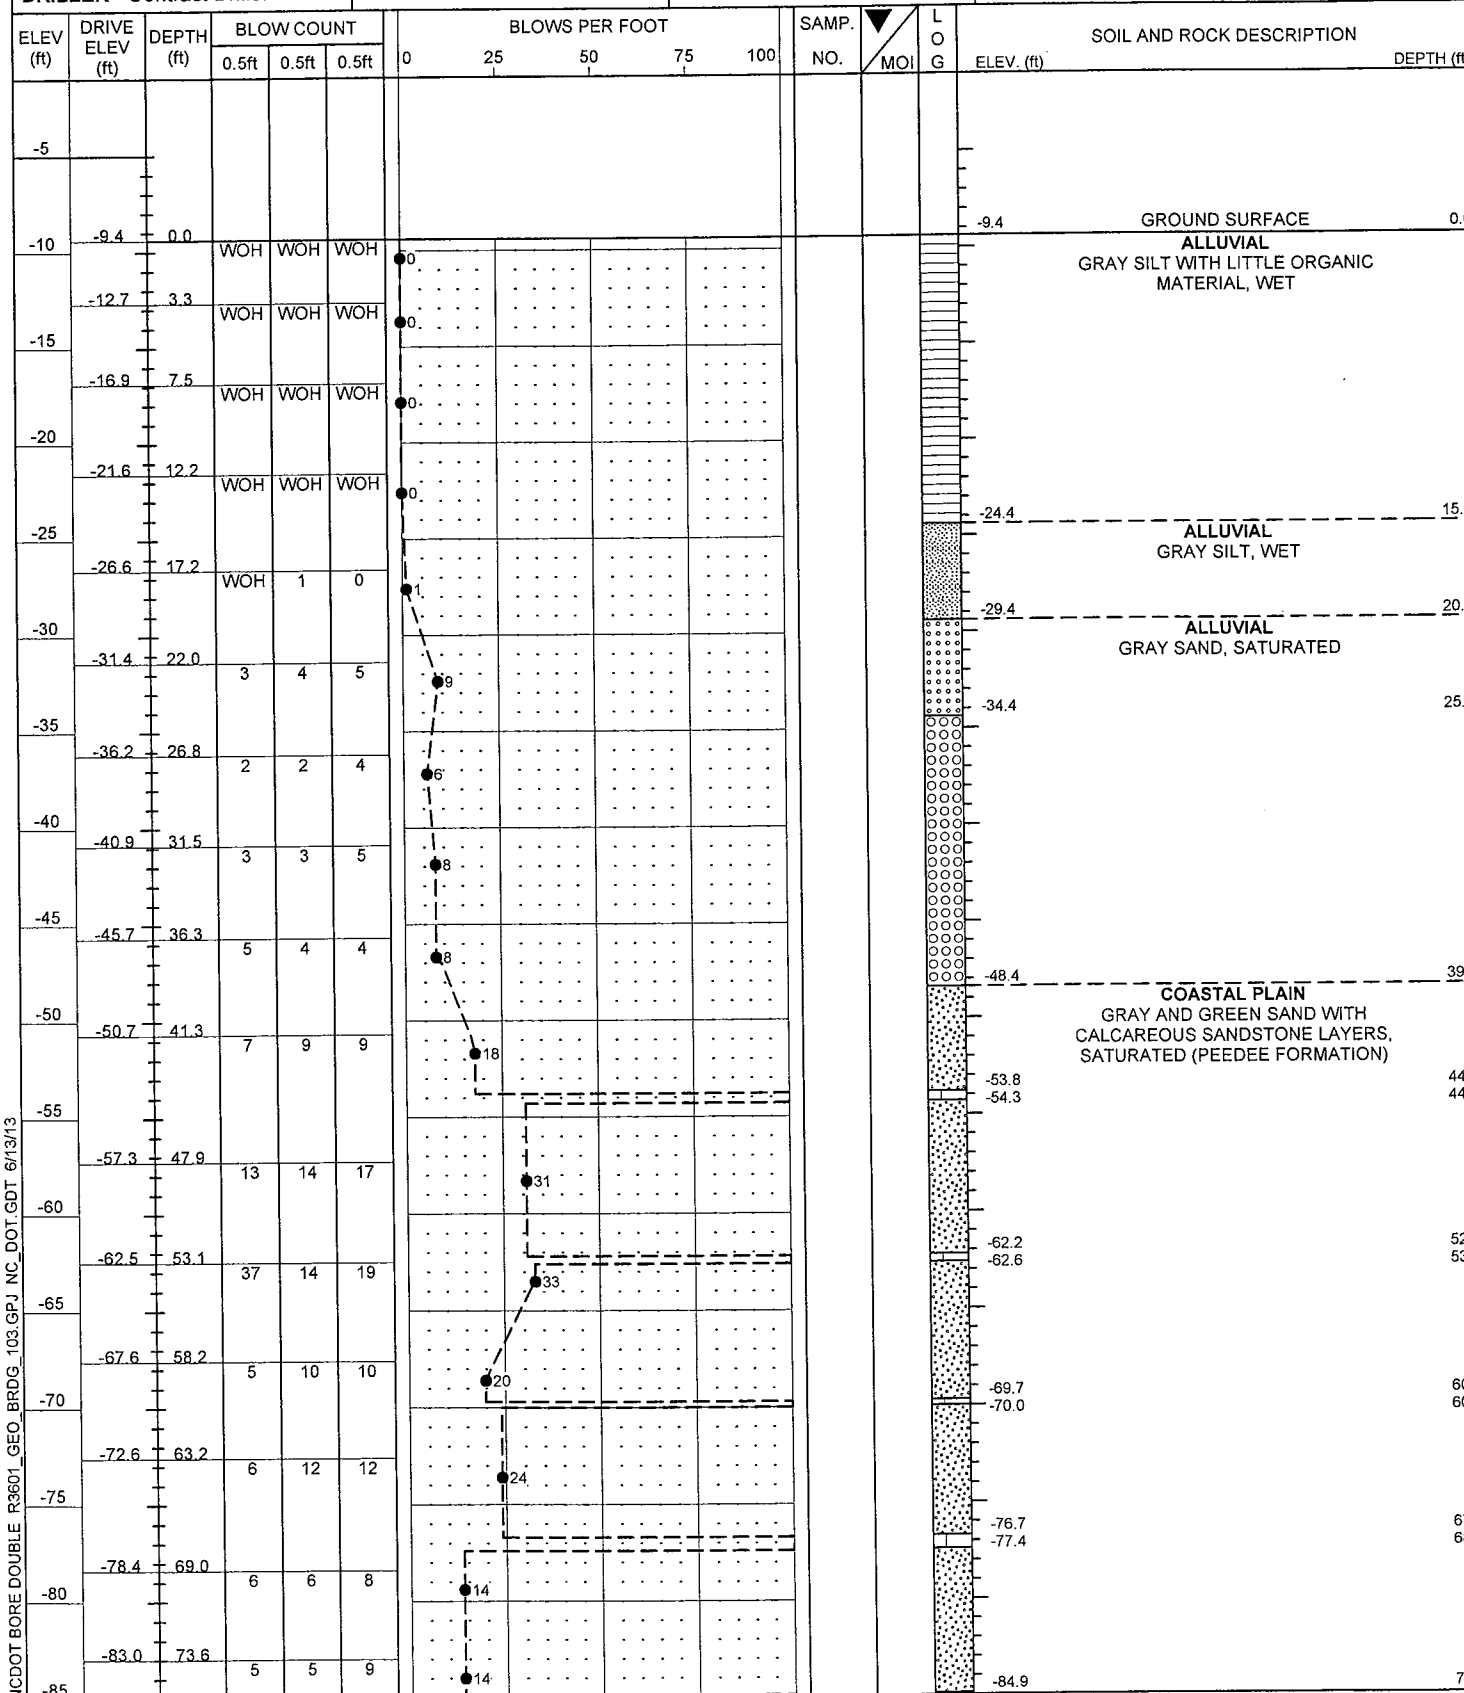 ELEV (ft) DRIVE ELEV (ft) DEPTH (ft) BLOW COUNT BLOWS PER FOOT SAMP. NO. MOI L O G SOIL AND ROCK DESCRIPTION
0.5ft 0.5ft 0.5ft 0 25 50 75 100 ELEV. (ft) DEPTH
-5
-9.4 GROUND SURFACE
-10 -9.4 0.0 WOH WOH WOH 0
ALLUVIAL
GRAY SILT WITH LITTLE ORGANIC
MATERIAL, WET
-12.7 3.3 WOH WOH WOH 0
-15
-16.9 7.5 WOH WOH WOH 0
-20
-21.6 12.2 WOH WOH WOH 0
-24.4 15.
-25
ALLUVIAL
GRAY SILT, WET
-26.6 17.2 WOH 1 0 1
-29.4 20.
-30
ALLUVIAL
GRAY SAND, SATURATED
-31.4 22.0 3 4 5 9
-34.4 25.
-35
-36.2 26.8 2 2 4 6
-40
-40.9 31.5 3 3 5 8
-45
-45.7 36.3 5 4 4 8
-48.4 39
COASTAL PLAIN
-50
GRAY AND GREEN SAND WITH
CALCAREOUS SANDSTONE LAYERS,
SATURATED (PEEDEE FORMATION)
-50.7 41.3 7 9 9 18
-53.8 44
-54.3 44
-55
-57.3 47.9 13 14 17 31
-60
-62.2 52
-62.6 53
-62.5 53.1 37 14 19 33
-65
-67.6 58.2 5 10 10 20
-69.7 60
-70.0 60
-70
-72.6 63.2 6 12 12 24
-75
-76.7
-77.4
-78.4 69.0 6 6 8 14
-80
-83.0 73.6 5 5 9 14
-84.9 7
-85
NCDOT BORE DOUBLE R3601_GEO_BRDG_103.GPJ NC_DOT.GDT 6/13/13